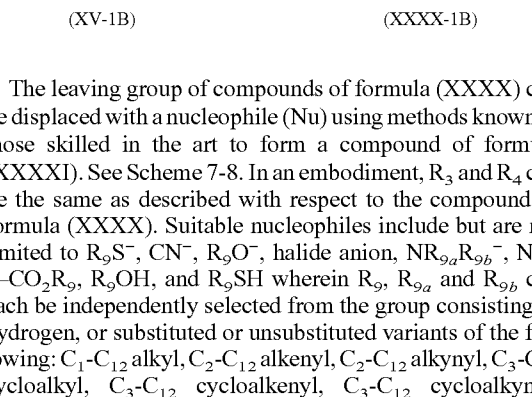 (XV-1B) (XXXX-1B)
The leaving group of compounds of formula (XXXX) c
e displaced with a nucleophile (Nu) using methods known
hose skilled in the art to form a compound of form
XXXXI). See Scheme 7-8. In an embodiment, R₃ and R₄ c
e the same as described with respect to the compound
ormula (XXXX). Suitable nucleophiles include but are n
mited to R₉S⁻, CN⁻, R₉O⁻, halide anion, NR₉ₐR₉b⁻, N
—CO₂R₉, R₉OH, and R₉SH wherein R₉, R₉ₐ and R₉b c
ach be independently selected from the group consisting
ydrogen, or substituted or unsubstituted variants of the f
owing: C₁-C₁₂ alkyl, C₂-C₁₂ alkenyl, C₂-C₁₂ alkynyl, C₃-C
ycloalkyl, C₃-C₁₂ cycloalkenyl, C₃-C₁₂ cycloalkyn